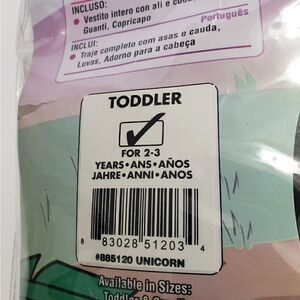 INCLUSO:
• Vestito intero con ali e coda,
Guanti, Copricapo
Português
INCLUI:
• Traje completo com asas e cauda,
Luvas, Adorno para a cabeça
TODDLER
FOR 2-3
YEARS•ANS•AÑOS
JAHRE•ANNI•ANOS
8 83028 51203 4
#885120 UNICORN
Available in Sizes:
Toddler &